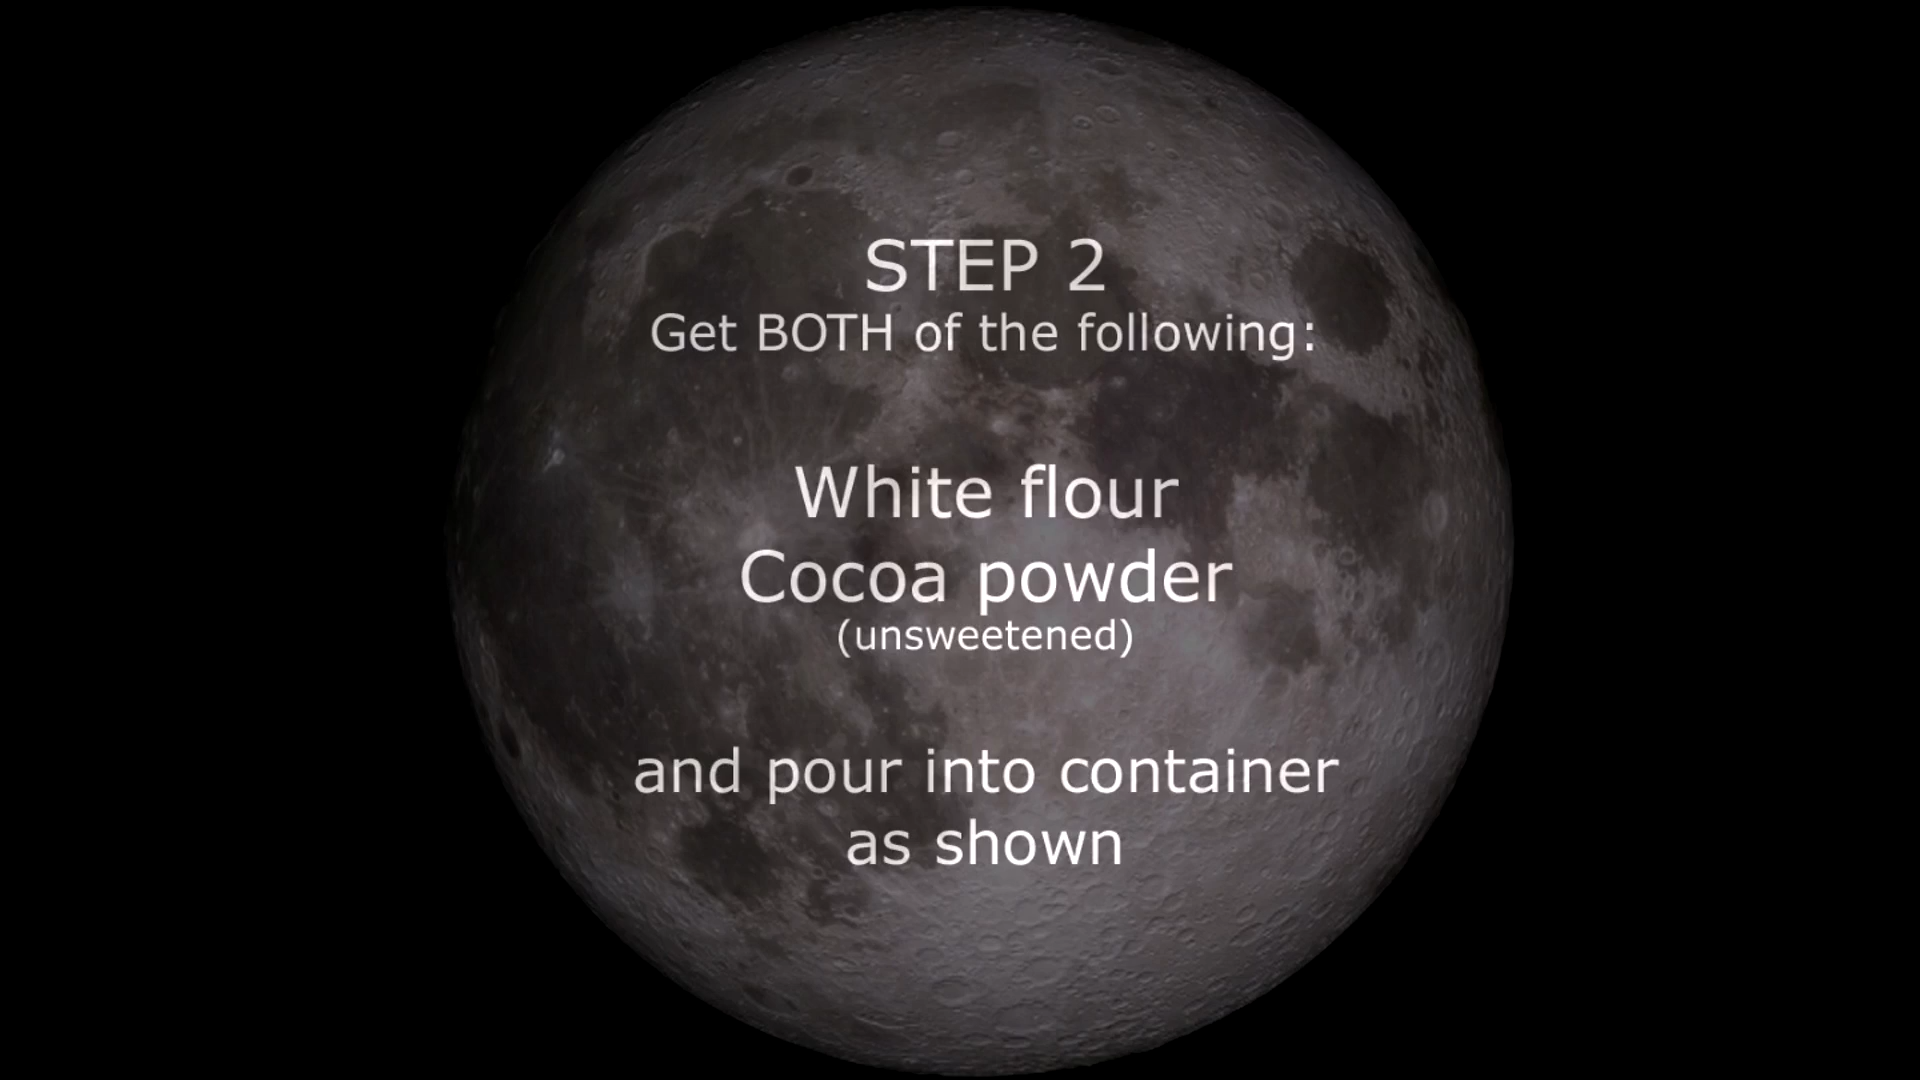 STEP 2
Get BOTH of the following:
White flour
Cocoa powder
(unsweetened)
and pour into container
as shown